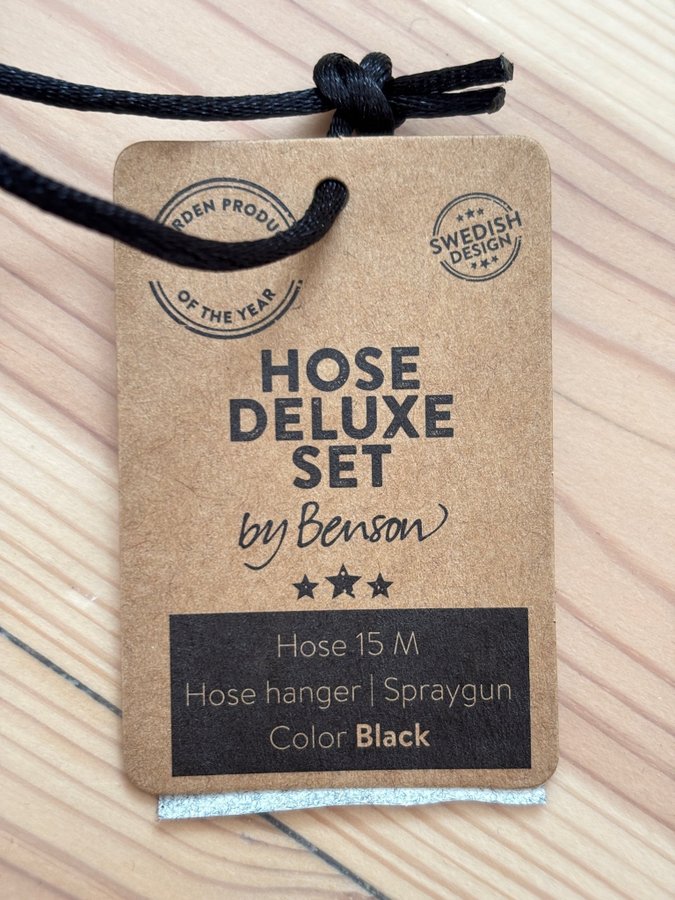 OF THE YEAR
SWEDISH
DESIGN
HOSE
DELUXE
SET
by Benson
Hose 15 M
Hose hanger | Spraygun
Color Black